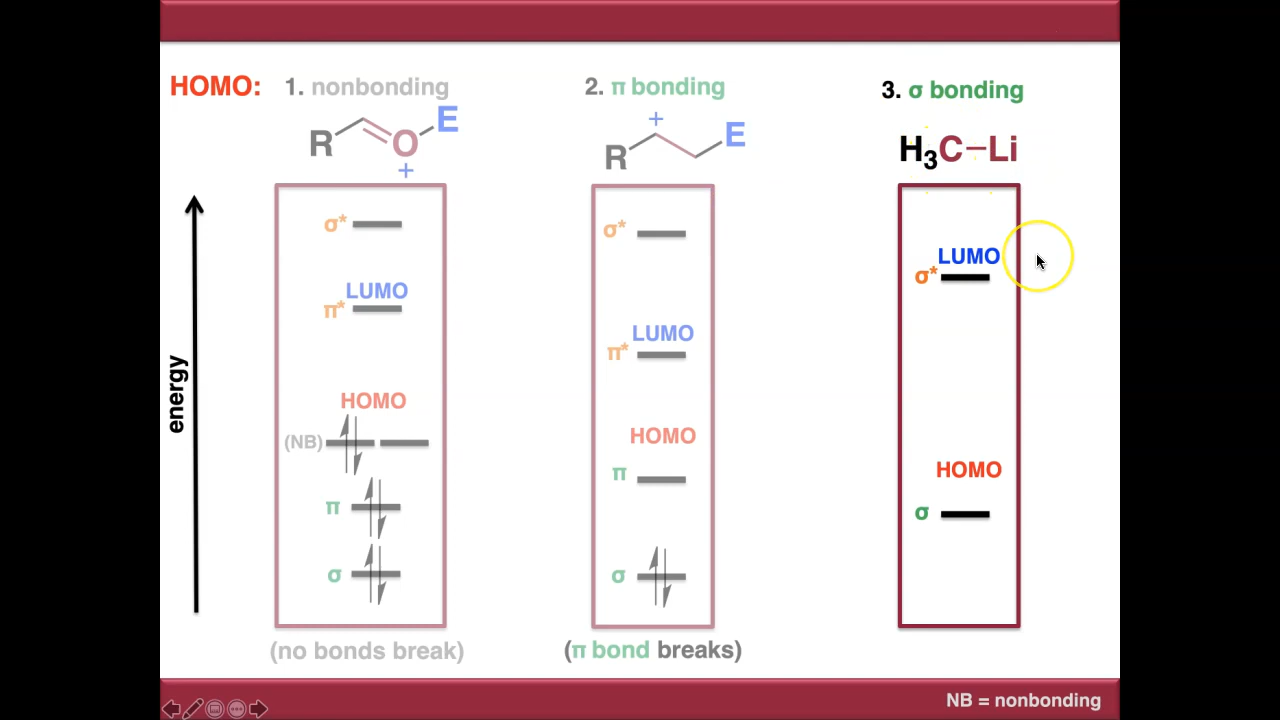 HOMO:
1. nonbonding
R
O
E
+
σ*
LUMO
π*
HOMO
(NB)
π
σ
(no bonds break)
2. π bonding
+
R
E
σ*
LUMO
π*
HOMO
π
σ
(π bond breaks)
3. σ bonding
H3C–Li
LUMO
σ*
HOMO
σ
energy
NB = nonbonding